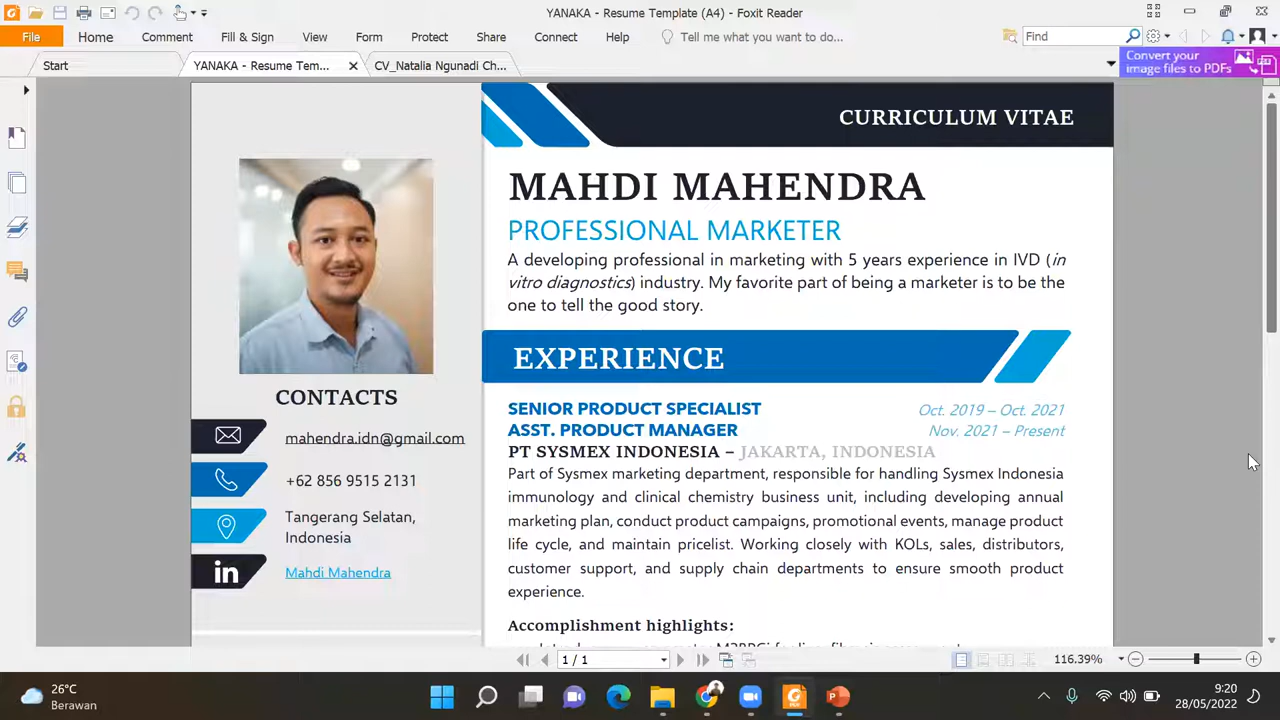 YANAKA - Resume Template (A4) - Foxit Reader
File
Home
Comment
Fill & Sign
View
Form
Protect
Share
Connect
Help
Tell me what you want to do...
Find
Start
YANAKA - Resume Tem...
CV_Natalia Ngunadi Ch...
Convert your
image files to PDFs
CURRICULUM VITAE
MAHDI MAHENDRA
PROFESSIONAL MARKETER
A developing professional in marketing with 5 years experience in IVD (in
vitro diagnostics) industry. My favorite part of being a marketer is to be the
one to tell the good story.
CONTACTS
mahendra.idn@gmail.com
+62 856 9515 2131
Tangerang Selatan,
Indonesia
in
Mahdi Mahendra
EXPERIENCE
SENIOR PRODUCT SPECIALIST
Oct. 2019 – Oct. 2021
ASST. PRODUCT MANAGER
Nov. 2021 – Present
PT SYSMEX INDONESIA – JAKARTA, INDONESIA
Part of Sysmex marketing department, responsible for handling Sysmex Indonesia
immunology and clinical chemistry business unit, including developing annual
marketing plan, conduct product campaigns, promotional events, manage product
life cycle, and maintain pricelist. Working closely with KOLs, sales, distributors,
customer support, and supply chain departments to ensure smooth product
experience.
Accomplishment highlights:
1 / 1
116.39%
26°C
Berawan
9:20
28/05/2022